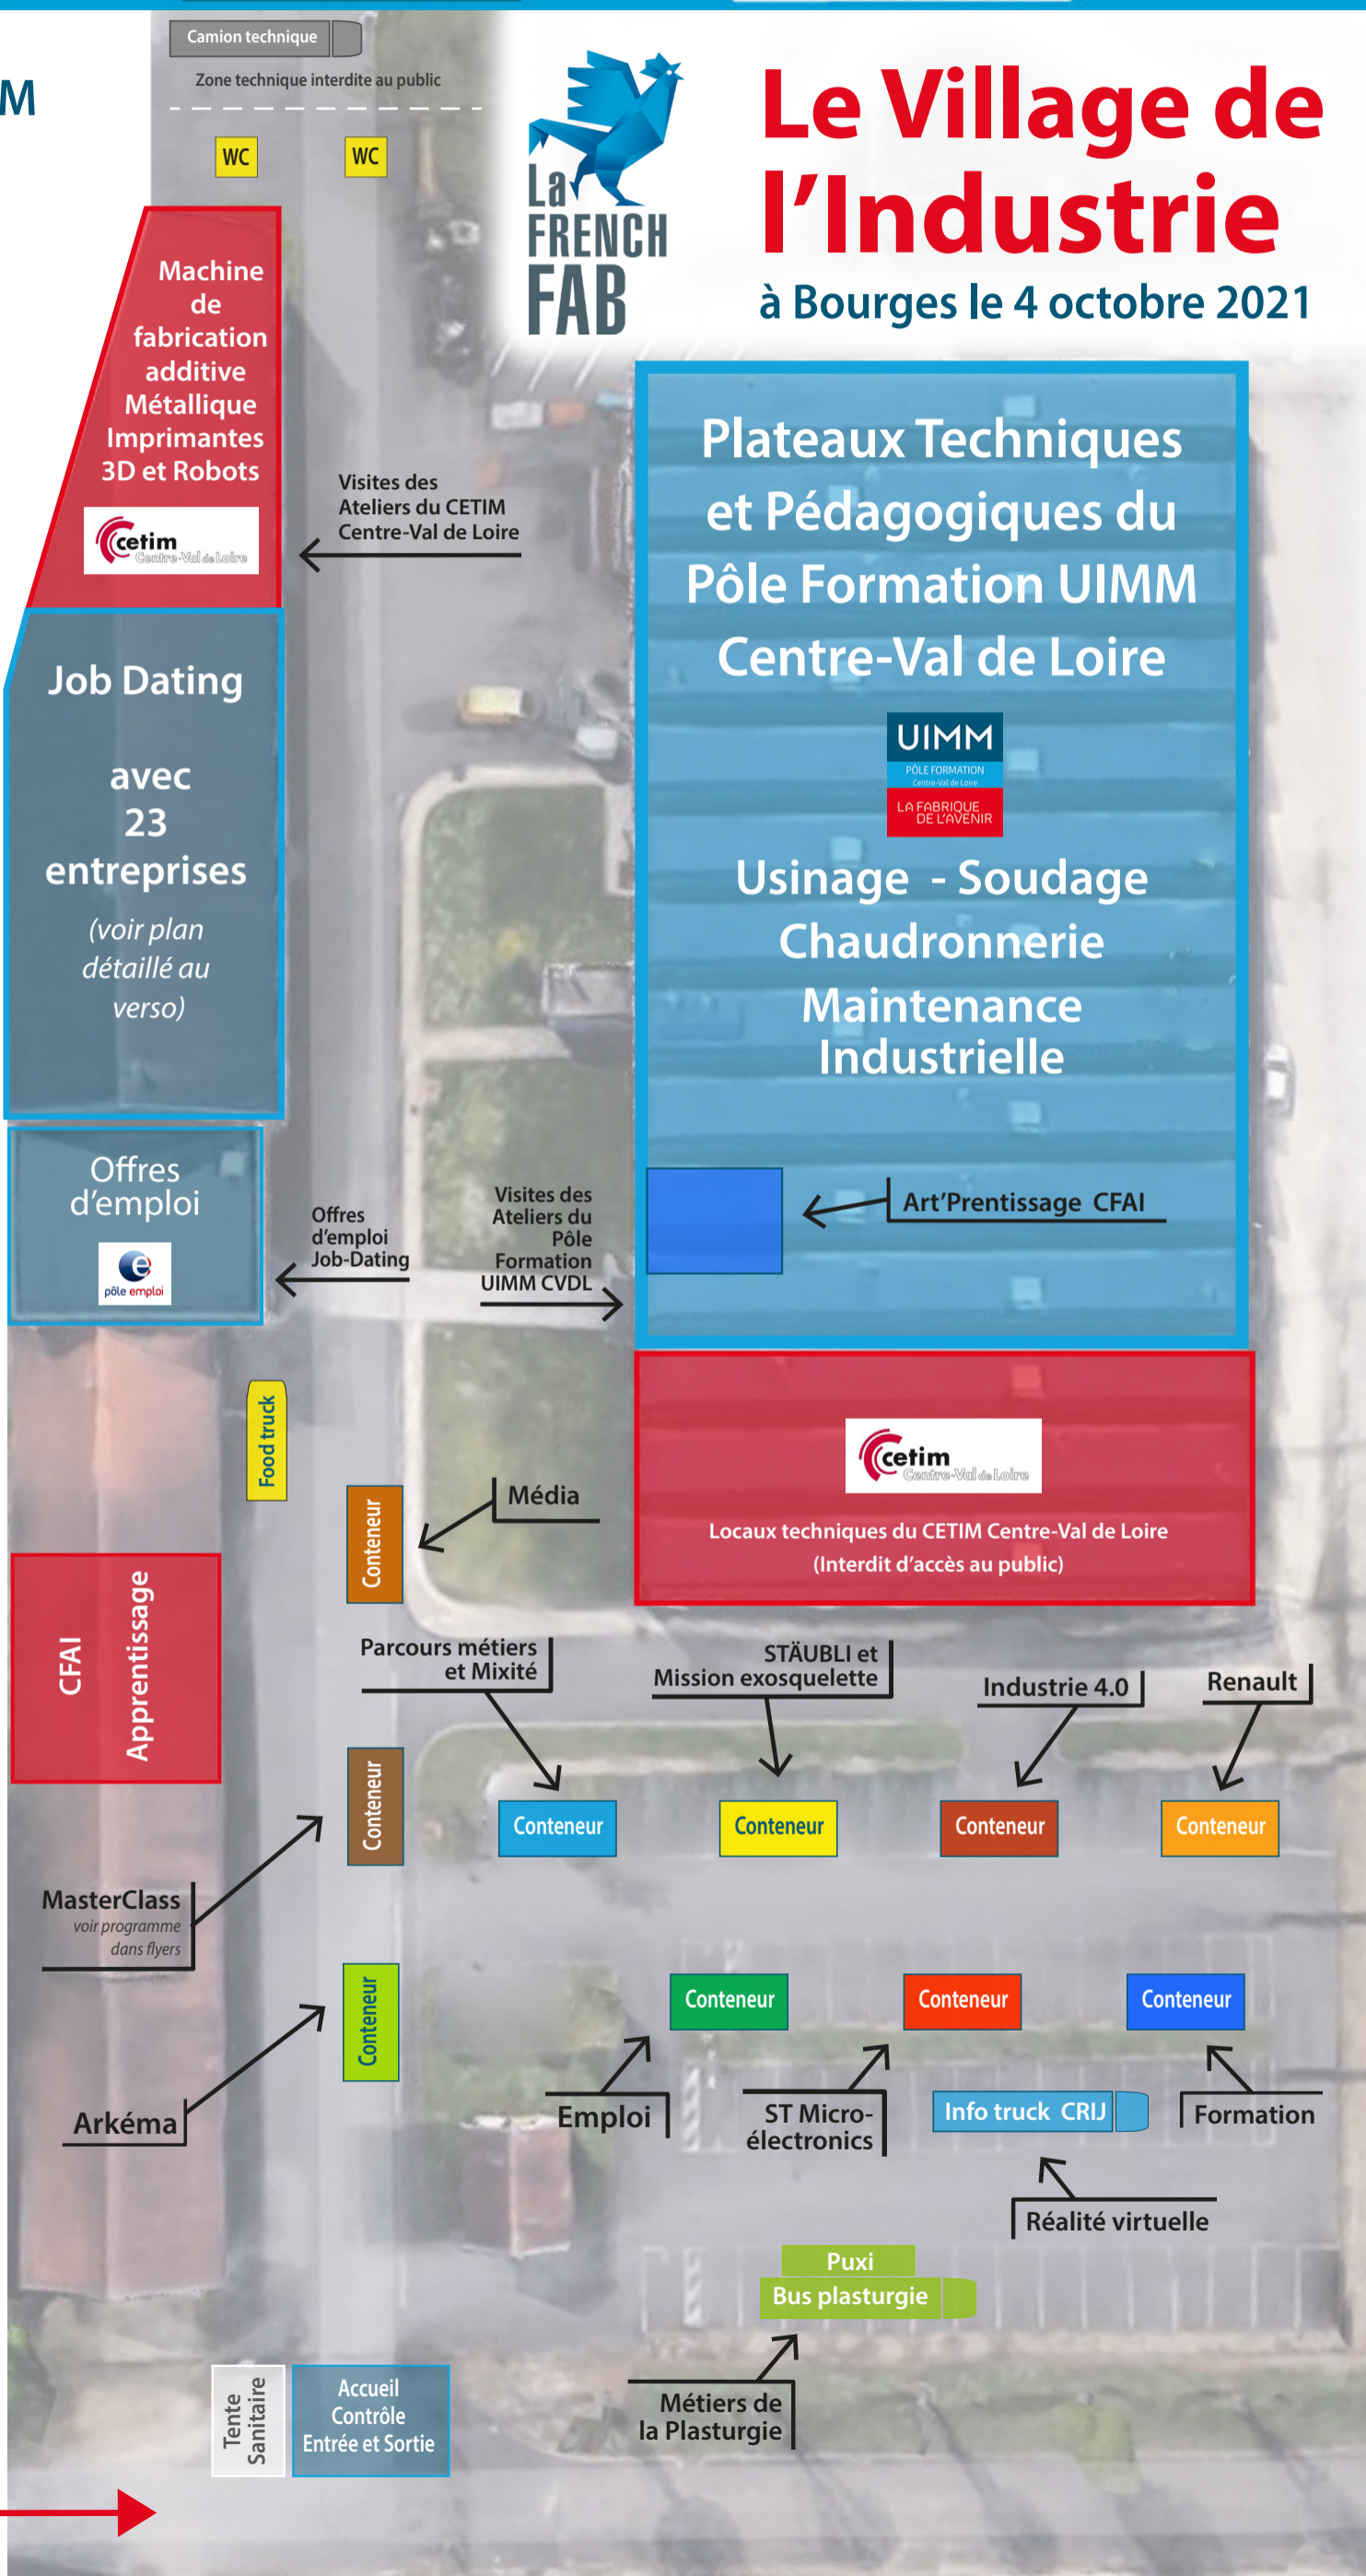 M
Camion technique
Zone technique interdite au public
WC
WC
La
FRENCH
FAB
Le Village de
l'Industrie
à Bourges le 4 octobre 2021
Machine
de
fabrication
additive
Métallique
Imprimantes
3D et Robots
cetim
Centre-Val de Loire
Visites des
Ateliers du CETIM
Centre-Val de Loire
Job Dating
avec
23
entreprises
(voir plan
détaillé au
verso)
Plateaux Techniques
et Pédagogiques du
Pôle Formation UIMM
Centre-Val de Loire
UIMM
PÔLE FORMATION
Centre-Val de Loire
LA FABRIQUE
DE L'AVENIR
Usinage - Soudage
Chaudronnerie
Maintenance
Industrielle
Art'Prentissage CFAI
Offres
d'emploi
e
pôle emploi
Offres
d'emploi
Job-Dating
Visites des
Ateliers du
Pôle
Formation
UIMM CVDL
Food truck
Conteneur
Média
cetim
Centre-Val de Loire
Locaux techniques du CETIM Centre-Val de Loire
(Interdit d'accès au public)
CFAI
Apprentissage
Parcours métiers
et Mixité
STÄUBLI et
Mission exosquelette
Industrie 4.0
Renault
Conteneur
Conteneur
Conteneur
Conteneur
Conteneur
MasterClass
voir programme
dans flyers
Conteneur
Conteneur
Conteneur
Conteneur
Arkéma
Emploi
ST Micro-
électronics
Info truck CRIJ
Formation
Réalité virtuelle
Puxi
Bus plasturgie
Métiers de
la Plasturgie
Tente
Sanitaire
Accueil
Contrôle
Entrée et Sortie